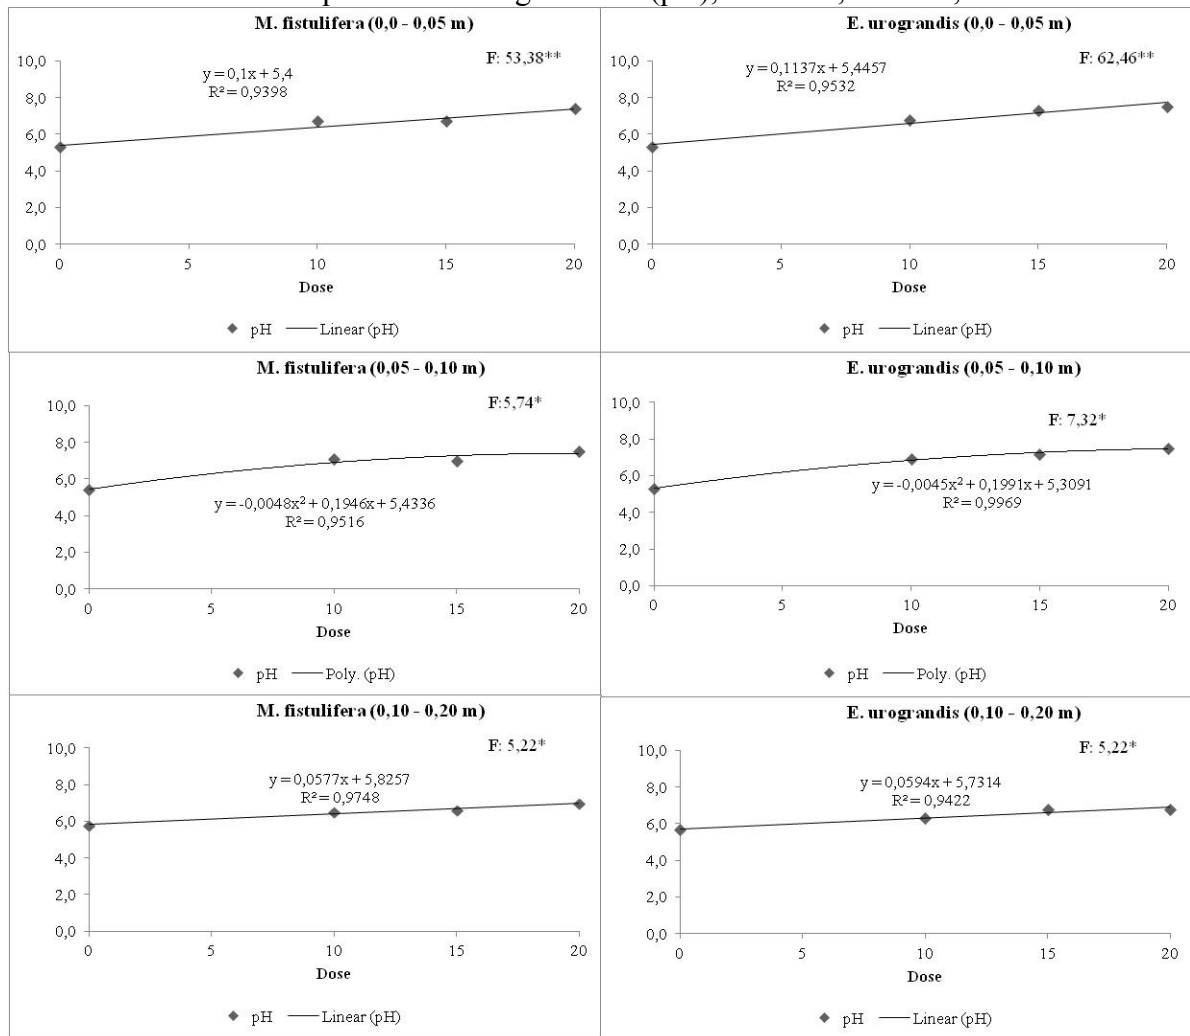 M. fistulifera (0,0 - 0,05 m)
F: 53,38**
y = 0,1x + 5,4
R² = 0,9398
10,0
8,0
6,0
4,0
2,0
0,0
0 5 10 15 20
Dose
pH Linear (pH)
E. urograndis (0,0 - 0,05 m)
F: 62,46**
y = 0,1137x + 5,4457
R² = 0,9532
10,0
8,0
6,0
4,0
2,0
0,0
0 5 10 15 20
Dose
pH Linear (pH)
M. fistulifera (0,05 - 0,10 m)
F:5,74*
10,0
8,0
6,0
4,0
2,0
0,0
y = -0,0048x² + 0,1946x + 5,4336
R² = 0,9516
0 5 10 15 20
Dose
pH Poly. (pH)
E. urograndis (0,05 - 0,10 m)
F: 7,32*
10,0
8,0
6,0
4,0
2,0
0,0
y = -0,0045x² + 0,1991x + 5,3091
R² = 0,9969
0 5 10 15 20
Dose
pH Poly. (pH)
M. fistulifera (0,10 - 0,20 m)
F: 5,22*
y = 0,0577x + 5,8257
R² = 0,9748
10,0
8,0
6,0
4,0
2,0
0,0
0 5 10 15 20
Dose
pH Linear (pH)
E. urograndis (0,10 - 0,20 m)
F: 5,22*
y = 0,0594x + 5,7314
R² = 0,9422
10,0
8,0
6,0
4,0
2,0
0,0
0 5 10 15 20
Dose
pH Linear (pH)